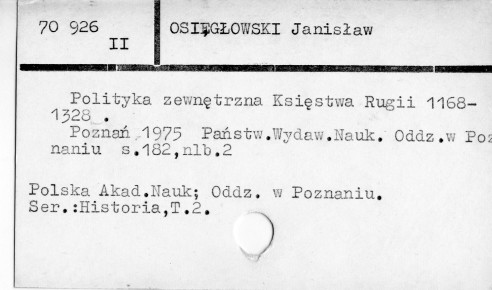 70 926
II
OSIĘGŁOWSKI Janisław
Polityka zewnętrzna Księstwa Rugii 1168-
1328 .
Poznań 1975 Państw.Wydaw.Nauk. Oddz.w Poz
naniu s.182,nlb.2
Polska Akad.Nauk; Oddz. w Poznaniu.
Ser.:Historia,T.2.